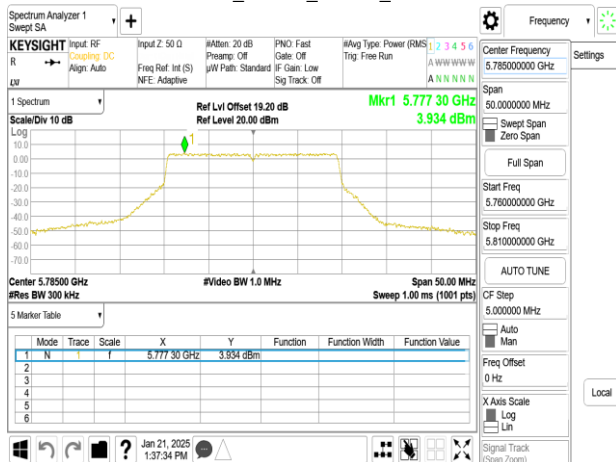 Spectrum Analyzer 1
Swept SA
+
Frequency
KEYSIGHT
R
Input: RF
Coupling: DC
Align: Auto
Input Z: 50 Ω
Freq Ref: Int (S)
NFE: Adaptive
#Atten: 20 dB
Preamp: Off
µW Path: Standard
PNO: Fast
Gate: Off
IF Gain: Low
Sig Track: Off
#Avg Type: Power (RMS
Trig: Free Run
1 2 3 4 5 6
A W W W W W
A N N N N N
1 Spectrum
Scale/Div 10 dB
Ref Lvl Offset 19.20 dB
Ref Level 20.00 dBm
Mkr1 5.777 30 GHz
3.934 dBm
Log
10.0
0.00
-10.0
-20.0
-30.0
-40.0
-50.0
-60.0
-70.0
1
Center 5.78500 GHz
#Res BW 300 kHz
#Video BW 1.0 MHz
Span 50.00 MHz
Sweep 1.00 ms (1001 pts)
5 Marker Table
Mode Trace Scale X Y Function Function Width Function Value
1 N 1 f 5.777 30 GHz 3.934 dBm
2
3
4
5
6
Jan 21, 2025
1:37:34 PM
Center Frequency
5.785000000 GHz
Span
50.0000000 MHz
Swept Span
Zero Span
Full Span
Start Freq
5.760000000 GHz
Stop Freq
5.810000000 GHz
AUTO TUNE
CF Step
5.000000 MHz
Auto
Man
Freq Offset
0 Hz
X Axis Scale
Log
Lin
Signal Track
(Span Zoom)
Settings
Local